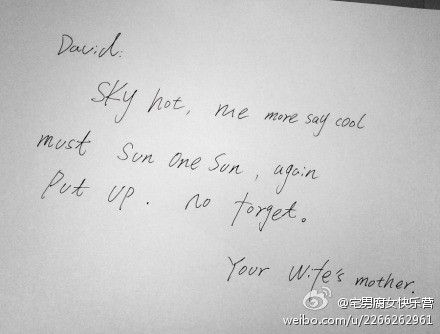 David:
SKY hot, me more say cool
must sun one sun, again
put up. no forget。
Your wife's mother.
@宅男腐女快乐营
weibo.com/u/2266262961